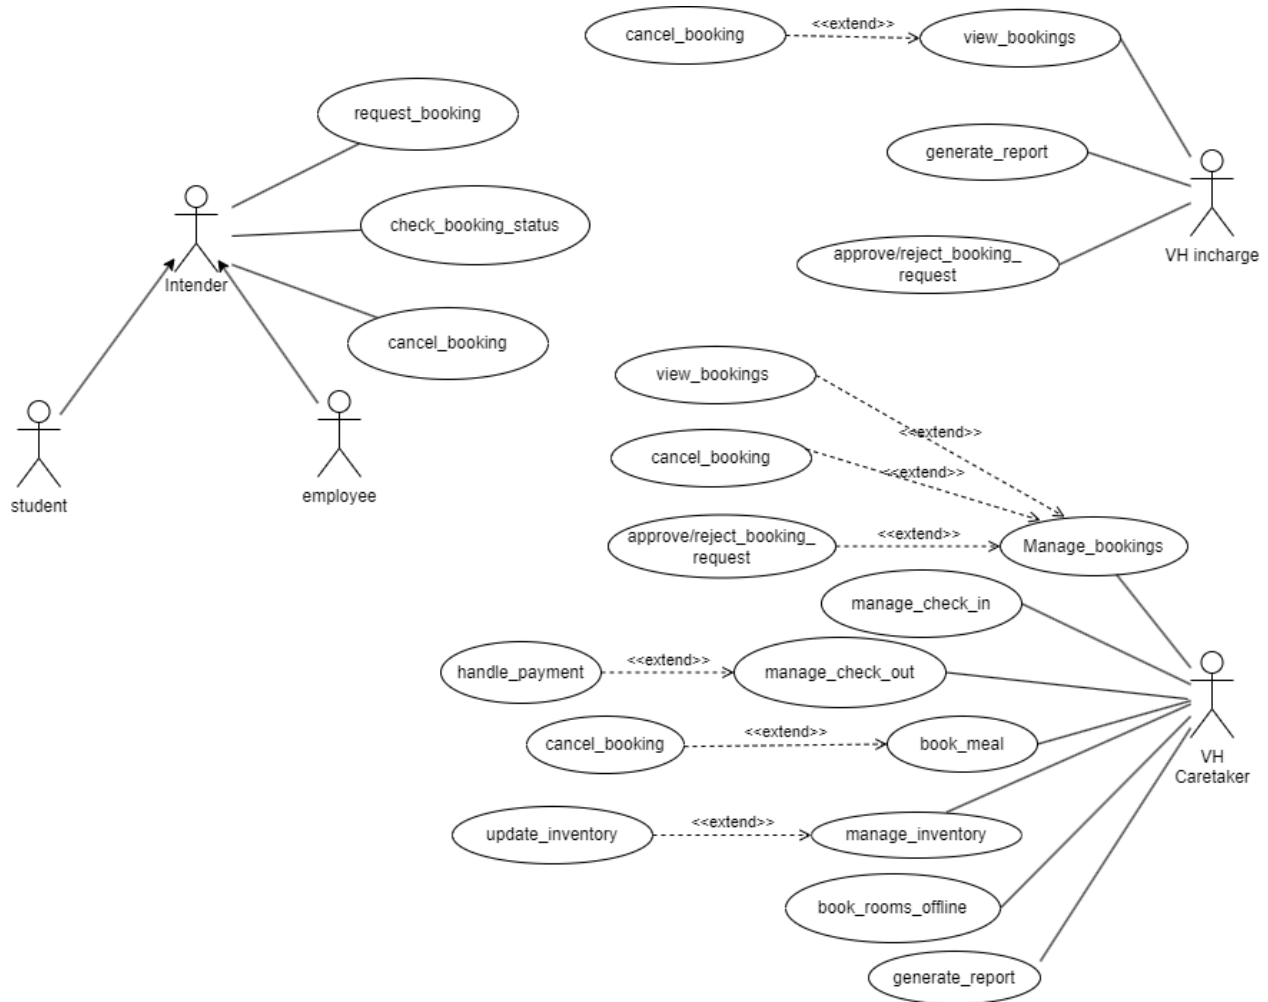 cancel_booking
<<extend>>
view_bookings
request_booking
generate_report
check_booking_status
approve/reject_booking_
request
VH incharge
Intender
cancel_booking
view_bookings
<<extend>>
cancel_booking
<<extend>>
student
employee
approve/reject_booking_
request
<<extend>>
Manage_bookings
manage_check_in
handle_payment
<<extend>>
manage_check_out
cancel_booking
<<extend>>
book_meal
VH
Caretaker
update_inventory
<<extend>>
manage_inventory
book_rooms_offline
generate_report